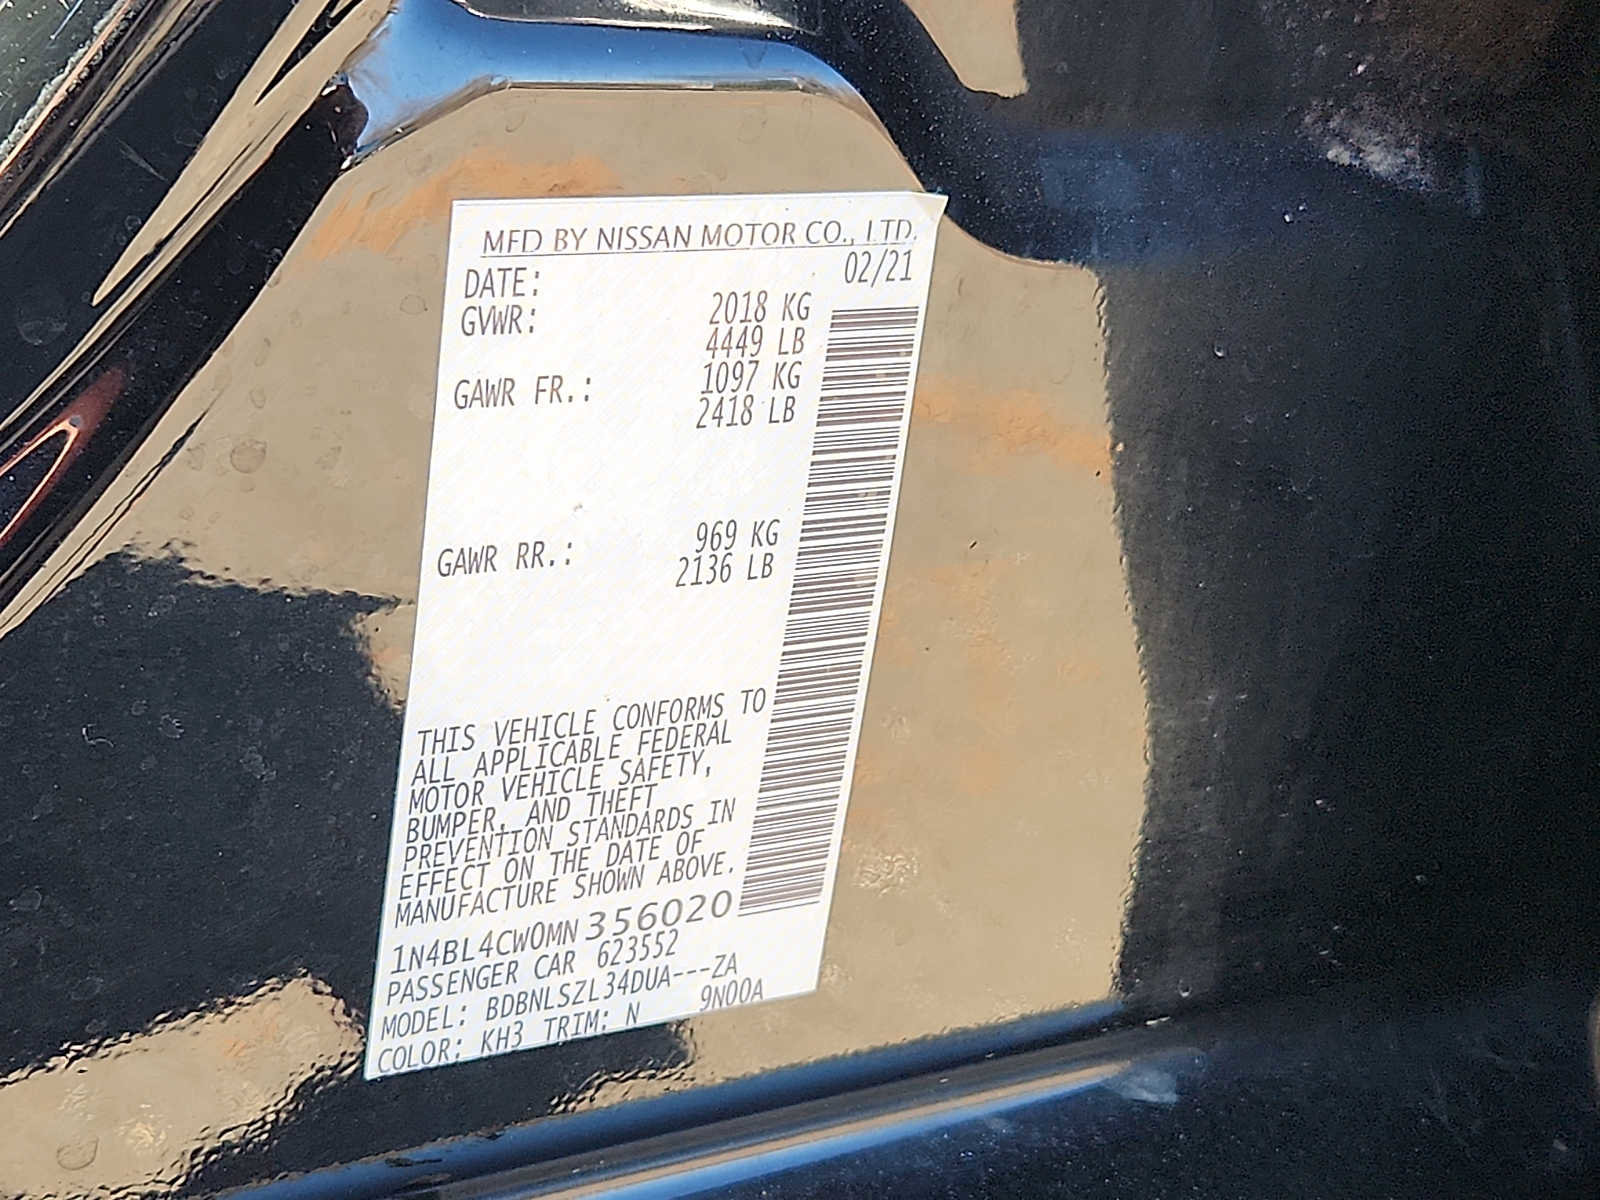 MFD BY NISSAN MOTOR CO., LTD.
DATE: 02/21
GVWR: 2018 KG
4449 LB
GAWR FR.: 1097 KG
2418 LB
GAWR RR.: 969 KG
2136 LB
THIS VEHICLE CONFORMS TO
ALL APPLICABLE FEDERAL
MOTOR VEHICLE SAFETY,
BUMPER, AND THEFT
PREVENTION STANDARDS IN
EFFECT ON THE DATE OF
MANUFACTURE SHOWN ABOVE.
1N4BL4CW0MN356020
PASSENGER CAR 623552
MODEL: BDBNLSZL34DUA---ZA
COLOR: KH3 TRIM: N 9N00A